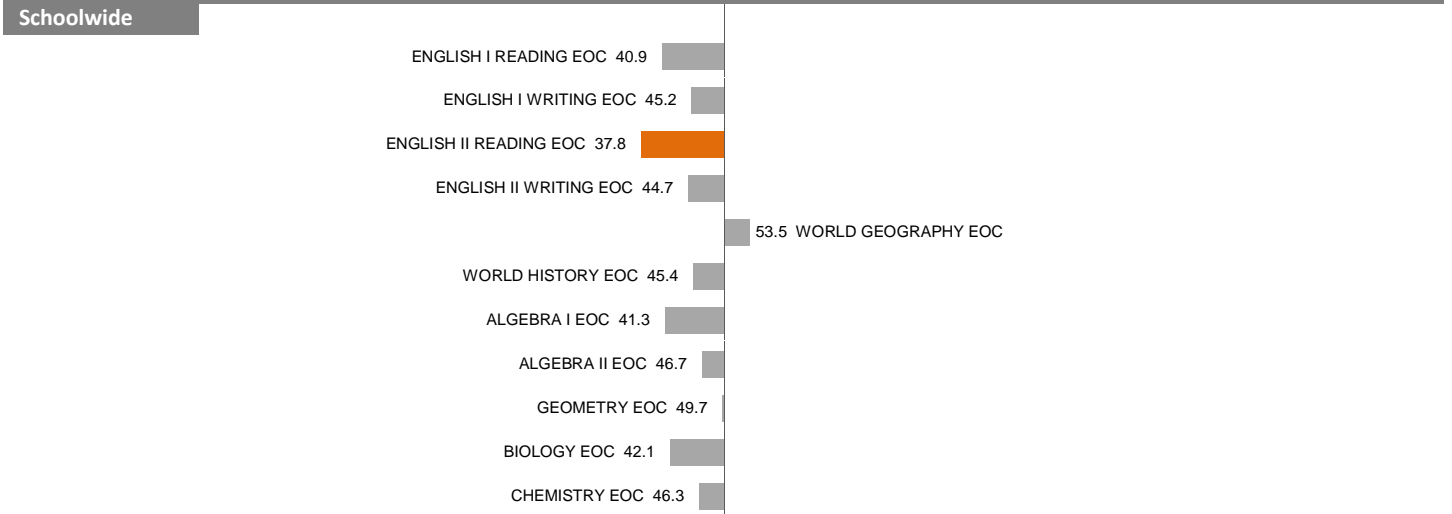 Schoolwide
ENGLISH I READING EOC 40.9
ENGLISH I WRITING EOC 45.2
ENGLISH II READING EOC 37.8
ENGLISH II WRITING EOC 44.7
53.5 WORLD GEOGRAPHY EOC
WORLD HISTORY EOC 45.4
ALGEBRA I EOC 41.3
ALGEBRA II EOC 46.7
GEOMETRY EOC 49.7
BIOLOGY EOC 42.1
CHEMISTRY EOC 46.3